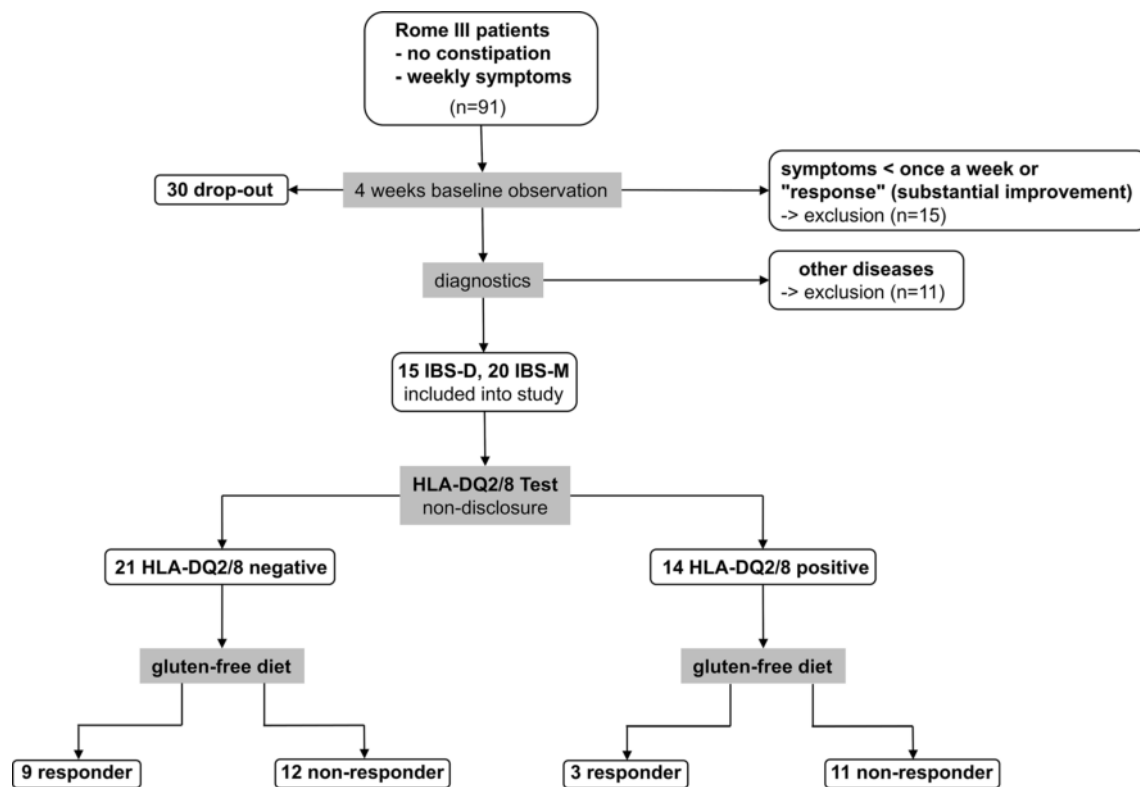 Rome III patients
- no constipation
- weekly symptoms
(n=91)
30 drop-out
4 weeks baseline observation
symptoms < once a week or
"response" (substantial improvement)
-> exclusion (n=15)
diagnostics
other diseases
-> exclusion (n=11)
15 IBS-D, 20 IBS-M
included into study
HLA-DQ2/8 Test
non-disclosure
21 HLA-DQ2/8 negative
14 HLA-DQ2/8 positive
gluten-free diet
gluten-free diet
9 responder
12 non-responder
3 responder
11 non-responder